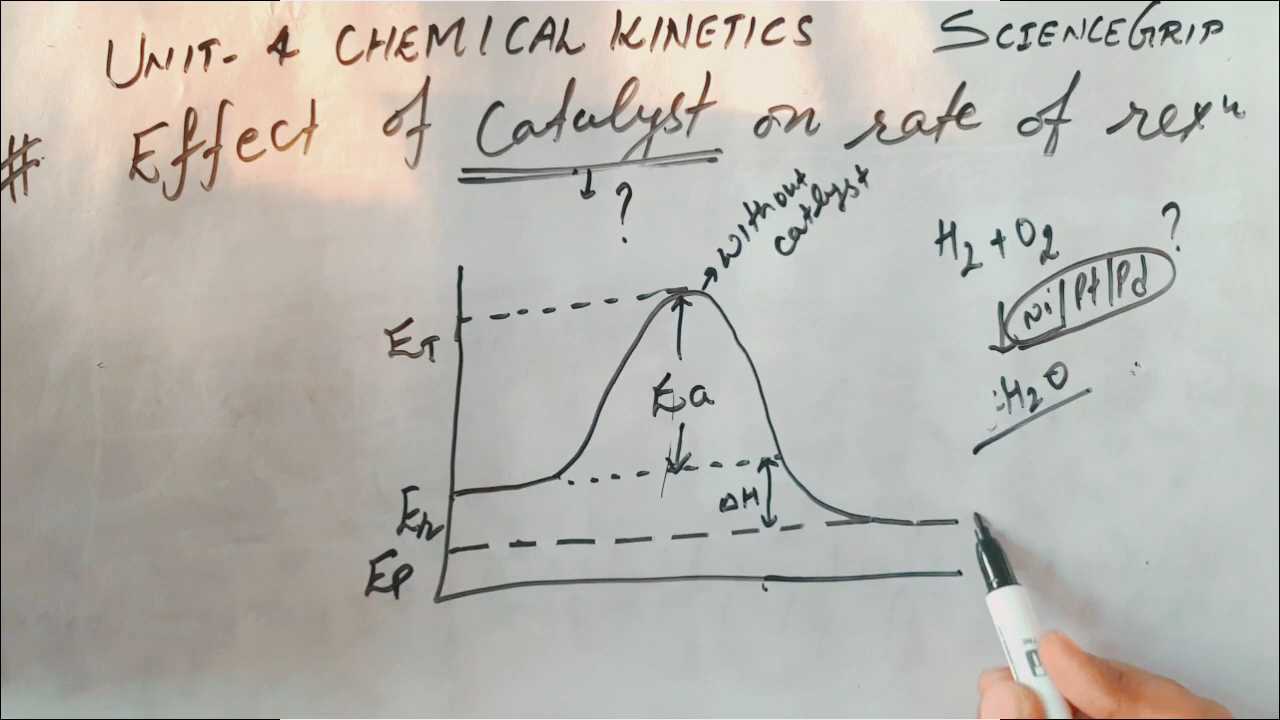 UNIT- 4 CHEMICAL KINETICS SCIENCEGRIP
# Effect of Catalyst on rate of rexn
?
without
catalyst
H2 + O2 ?
Ni/Pt/Pd
H2O
ET
Ea
ΔH
ER
EP